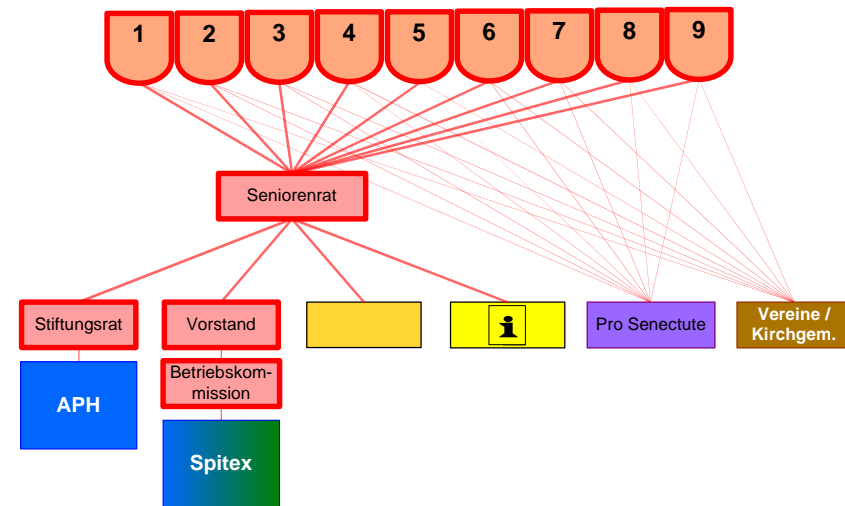 1 2 3 4 5 6 7 8 9
Seniorenrat
Stiftungsrat Vorstand i Pro Senectute Vereine /
Kirchgem.
Betriebskom-
mission
APH
Spitex